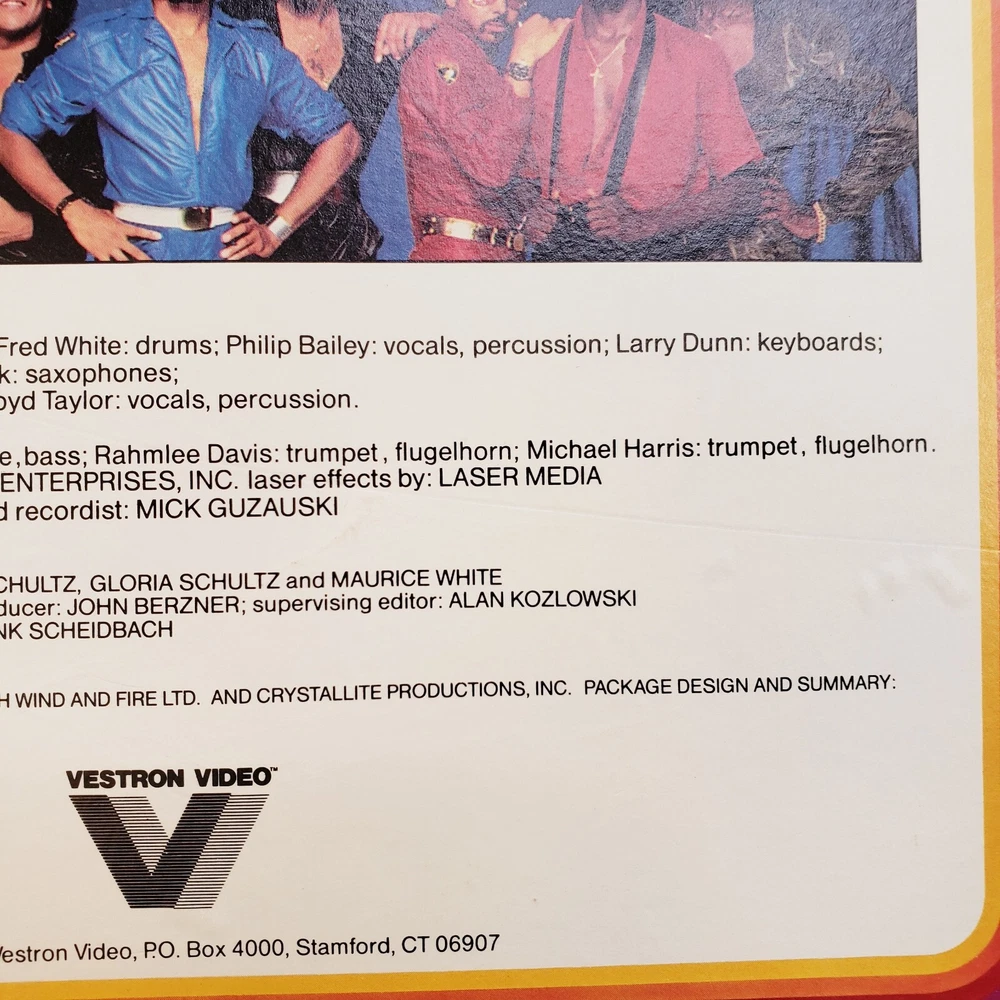 Fred White: drums; Philip Bailey: vocals, percussion; Larry Dunn: keyboards;
k: saxophones;
oyd Taylor: vocals, percussion.
e, bass; Rahmlee Davis: trumpet, flugelhorn; Michael Harris: trumpet, flugelhorn.
ENTERPRISES, INC. laser effects by: LASER MEDIA
d recordist: MICK GUZAUSKI
CHULTZ, GLORIA SCHULTZ and MAURICE WHITE
ducer: JOHN BERZNER; supervising editor: ALAN KOZLOWSKI
NK SCHEIDBACH
H WIND AND FIRE LTD. AND CRYSTALLITE PRODUCTIONS, INC. PACKAGE DESIGN AND SUMMARY:
VESTRON VIDEO™
V
Vestron Video, P.O. Box 4000, Stamford, CT 06907